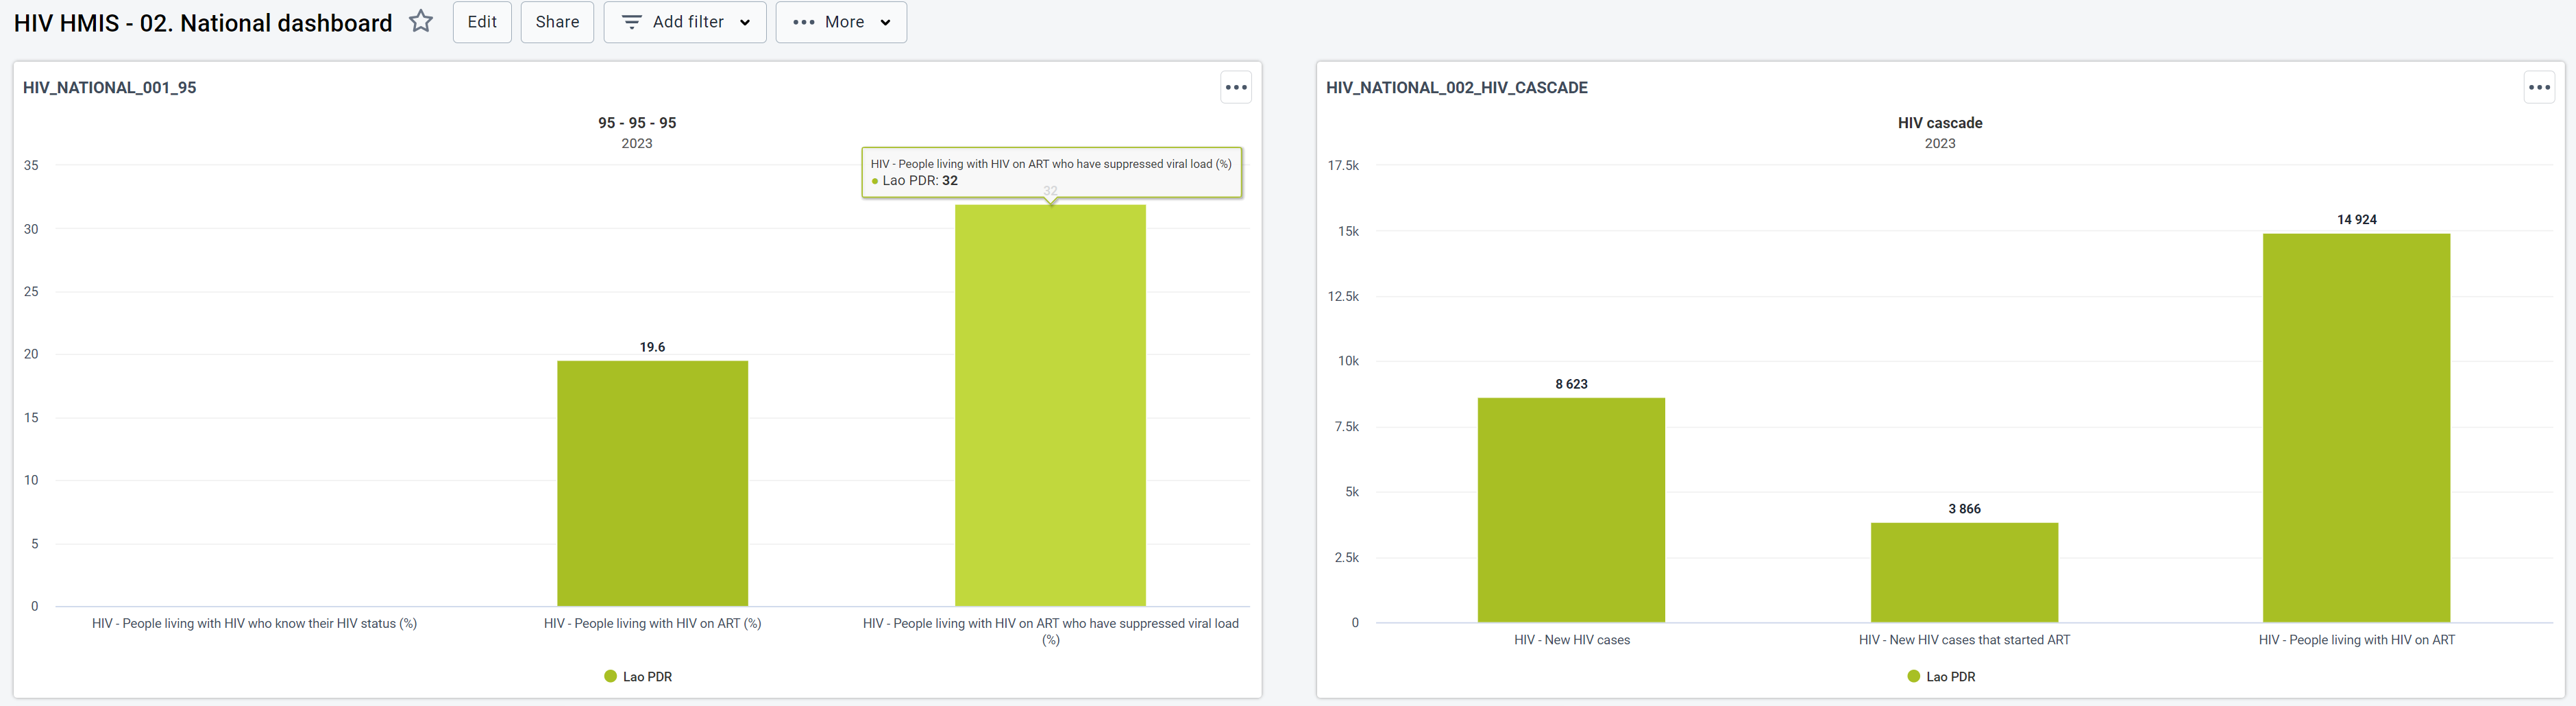 HIV HMIS - 02. National dashboard
Edit
Share
Add filter
More
HIV_NATIONAL_001_95
95 - 95 - 95
2023
35
30
25
20
15
10
5
0
HIV - People living with HIV on ART who have suppressed viral load (%)
Lao PDR: 32
32
19.6
HIV - People living with HIV who know their HIV status (%)
HIV - People living with HIV on ART (%)
HIV - People living with HIV on ART who have suppressed viral load
(%)
Lao PDR
HIV_NATIONAL_002_HIV_CASCADE
HIV cascade
2023
17.5k
15k
12.5k
10k
7.5k
5k
2.5k
0
8 623
3 866
14 924
HIV - New HIV cases
HIV - New HIV cases that started ART
HIV - People living with HIV on ART
Lao PDR